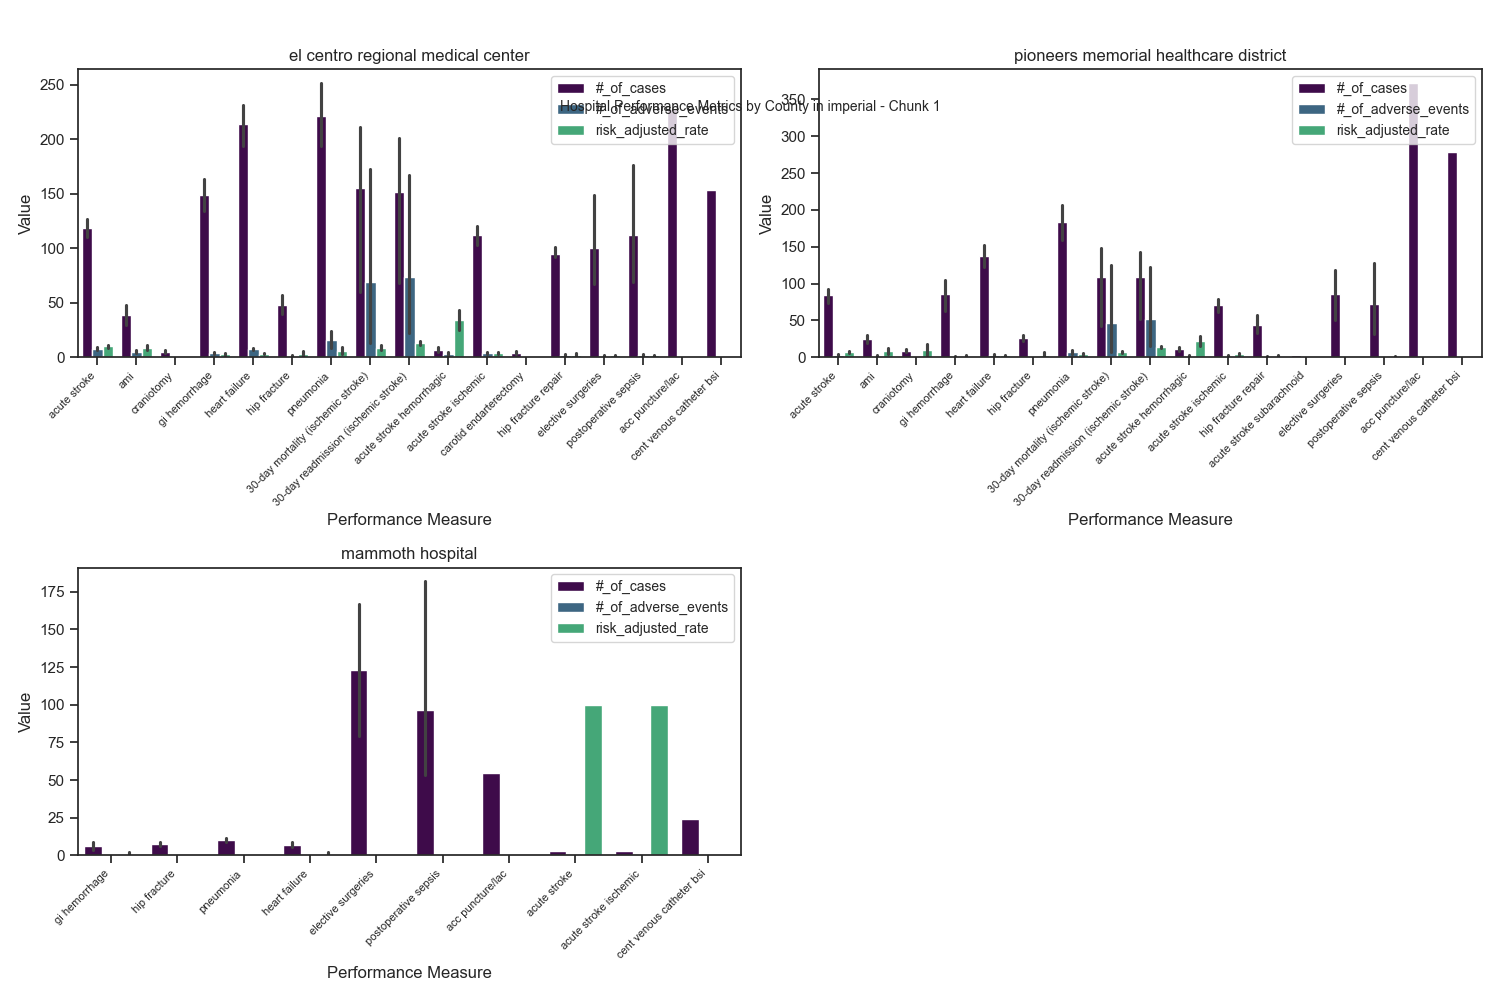 el centro regional medical center
250
200
150
100
50
0
Value
#_of_cases
#_of_adverse_events
risk_adjusted_rate
acute stroke
ami
craniotomy
gi hemorrhage
heart failure
hip fracture
pneumonia
30-day mortality (ischemic stroke)
30-day readmission (ischemic stroke)
acute stroke hemorrhagic
acute stroke ischemic
carotid endarterectomy
hip fracture repair
elective surgeries
postoperative sepsis
acc puncture/lac
cent venous catheter bsi
Performance Measure
Hospital Performance Metrics by County in imperial - Chunk 1
pioneers memorial healthcare district
350
300
250
200
150
100
50
0
Value
#_of_cases
#_of_adverse_events
risk_adjusted_rate
acute stroke
ami
craniotomy
gi hemorrhage
heart failure
hip fracture
pneumonia
30-day mortality (ischemic stroke)
30-day readmission (ischemic stroke)
acute stroke hemorrhagic
acute stroke ischemic
hip fracture repair
acute stroke subarachnoid
elective surgeries
postoperative sepsis
acc puncture/lac
cent venous catheter bsi
Performance Measure
mammoth hospital
175
150
125
100
75
50
25
0
Value
#_of_cases
#_of_adverse_events
risk_adjusted_rate
gi hemorrhage
hip fracture
pneumonia
heart failure
elective surgeries
postoperative sepsis
acc puncture/lac
acute stroke
acute stroke ischemic
cent venous catheter bsi
Performance Measure